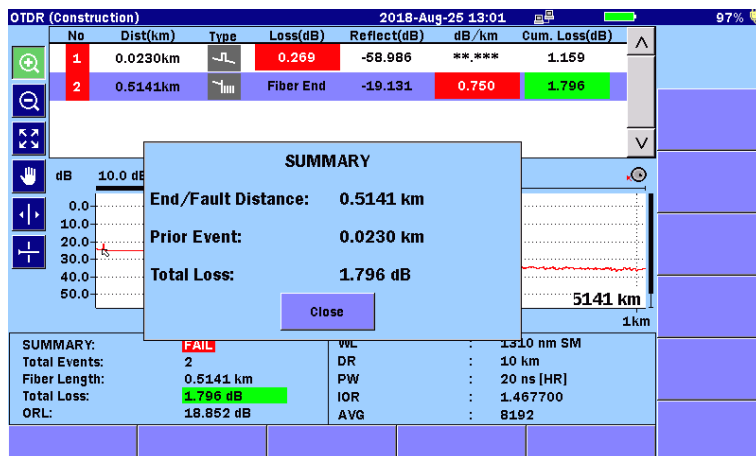 OTDR (Construction) 2018-Aug-25 13:01 97%
No Dist(km) Type Loss(dB) Reflect(dB) dB/km Cum. Loss(dB)
1 0.0230km 0.269 -58.986 **.*** 1.159
2 0.5141km Fiber End -19.131 0.750 1.796
SUMMARY
End/Fault Distance: 0.5141 km
Prior Event: 0.0230 km
Total Loss: 1.796 dB
Close
dB 10.0 dB
0.0
10.0
20.0
30.0
40.0
50.0
5141 km
1km
SUMMARY: FAIL
Total Events: 2
Fiber Length: 0.5141 km
Total Loss: 1.796 dB
ORL: 18.852 dB
WL : 1310 nm SM
DR : 10 km
PW : 20 ns [HR]
IOR : 1.467700
AVG : 8192